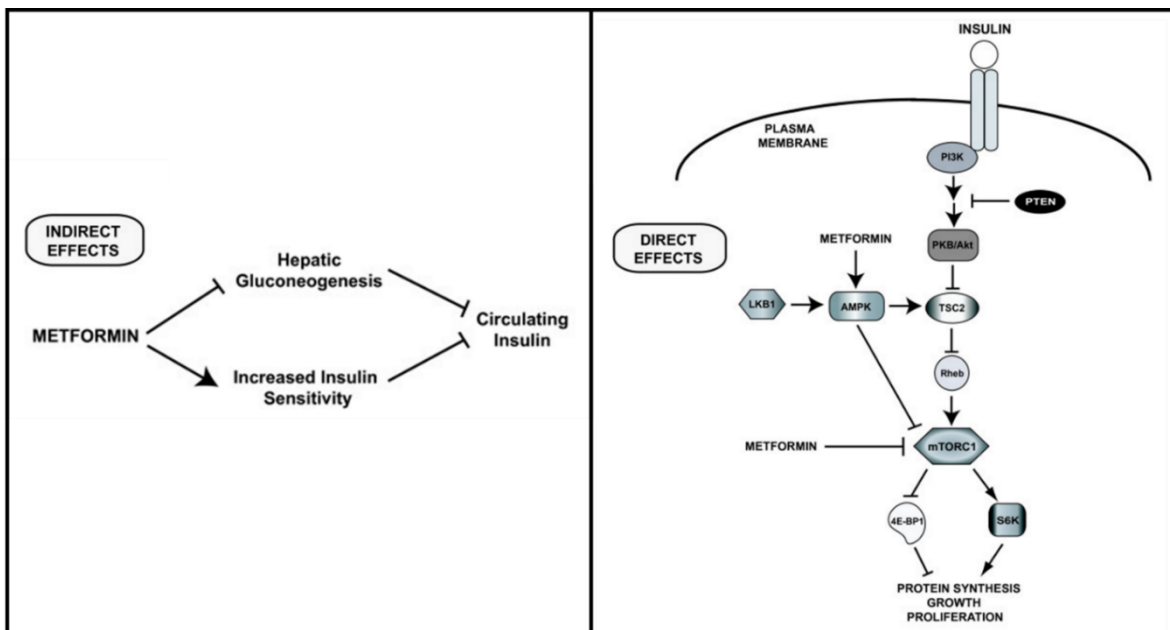 INDIRECT
EFFECTS
Hepatic
Gluconeogenesis
METFORMIN
Circulating
Insulin
Increased Insulin
Sensitivity
INSULIN
PLASMA
MEMBRANE
PI3K
PTEN
DIRECT
EFFECTS
METFORMIN
PKB/Akt
LKB1
AMPK
TSC2
Rheb
METFORMIN
mTORC1
4E-BP1
S6K
PROTEIN SYNTHESIS
GROWTH
PROLIFERATION